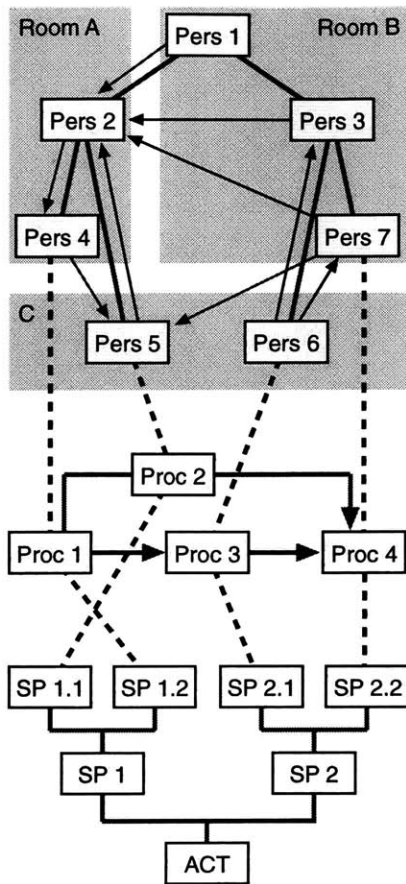 Room A
Pers 1
Room B
Pers 2
Pers 3
Pers 4
Pers 7
C
Pers 5
Pers 6
Proc 2
Proc 1
Proc 3
Proc 4
SP 1.1
SP 1.2
SP 2.1
SP 2.2
SP 1
SP 2
ACT